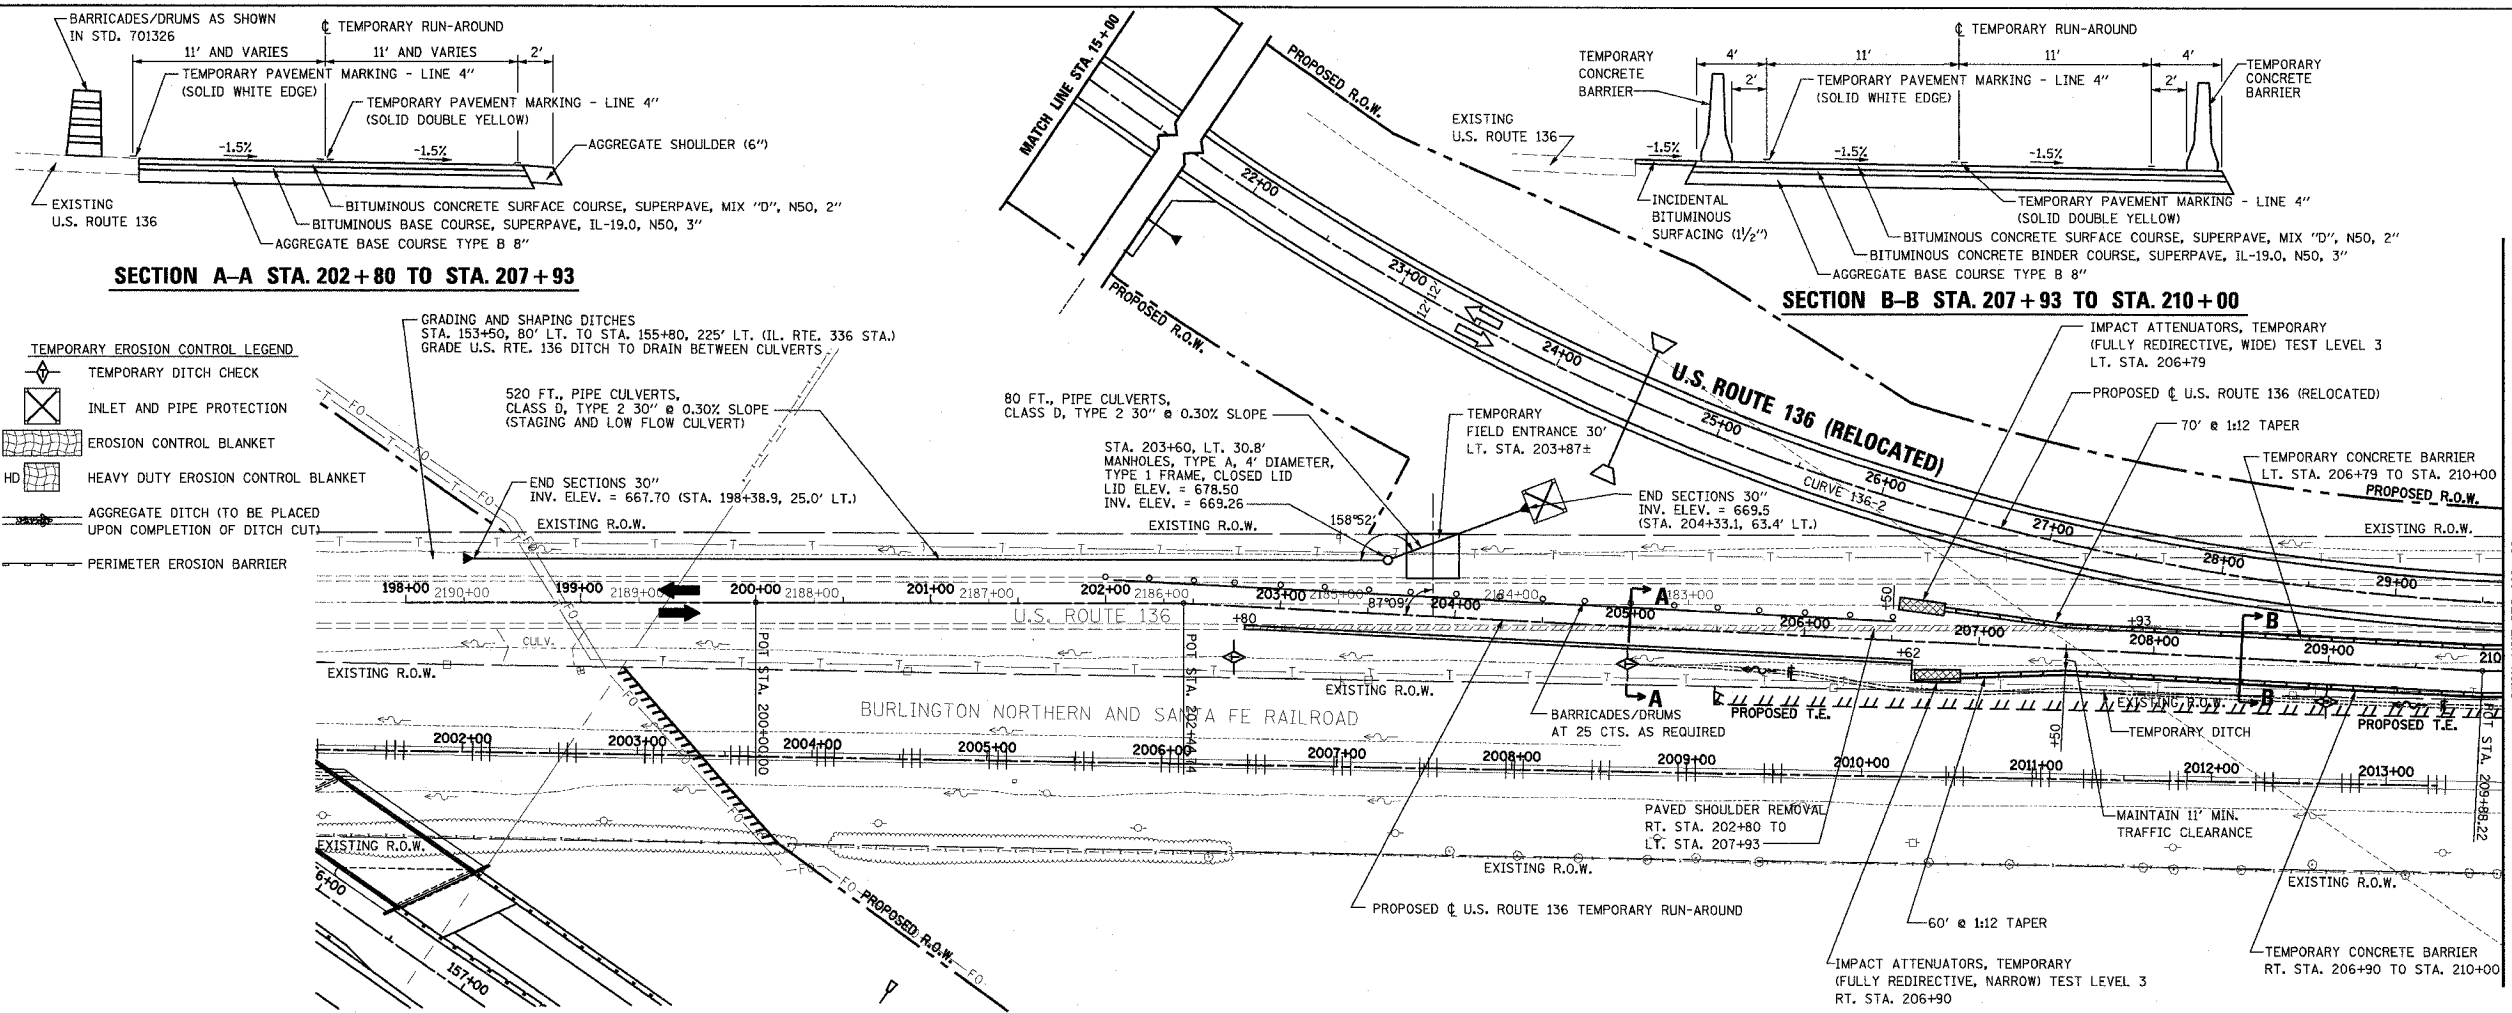 BARRICADES/DRUMS AS SHOWN
IN STD. 701326
℄ TEMPORARY RUN-AROUND
11' AND VARIES
11' AND VARIES
2'
TEMPORARY PAVEMENT MARKING - LINE 4"
(SOLID WHITE EDGE)
TEMPORARY PAVEMENT MARKING - LINE 4"
(SOLID DOUBLE YELLOW)
-1.5%
-1.5%
AGGREGATE SHOULDER (6")
EXISTING
U.S. ROUTE 136
BITUMINOUS CONCRETE SURFACE COURSE, SUPERPAVE, MIX "D", N50, 2"
BITUMINOUS BASE COURSE, SUPERPAVE, IL-19.0, N50, 3"
AGGREGATE BASE COURSE TYPE B 8"
SECTION A-A STA. 202+80 TO STA. 207+93
MATCH LINE STA. 15+00
PROPOSED R.O.W.
PROPOSED R.O.W.
℄ TEMPORARY RUN-AROUND
TEMPORARY
CONCRETE
BARRIER
4'
11'
11'
4'
2'
2'
TEMPORARY
CONCRETE
BARRIER
TEMPORARY PAVEMENT MARKING - LINE 4"
(SOLID WHITE EDGE)
EXISTING
U.S. ROUTE 136
-1.5%
-1.5%
-1.5%
INCIDENTAL
BITUMINOUS
SURFACING (1½")
TEMPORARY PAVEMENT MARKING - LINE 4"
(SOLID DOUBLE YELLOW)
BITUMINOUS CONCRETE SURFACE COURSE, SUPERPAVE, MIX "D", N50, 2"
BITUMINOUS CONCRETE BINDER COURSE, SUPERPAVE, IL-19.0, N50, 3"
AGGREGATE BASE COURSE TYPE B 8"
SECTION B-B STA. 207+93 TO STA. 210+00
TEMPORARY EROSION CONTROL LEGEND
T TEMPORARY DITCH CHECK
INLET AND PIPE PROTECTION
EROSION CONTROL BLANKET
HD HEAVY DUTY EROSION CONTROL BLANKET
AGGREGATE DITCH (TO BE PLACED
UPON COMPLETION OF DITCH CUT)
PERIMETER EROSION BARRIER
GRADING AND SHAPING DITCHES
STA. 153+50, 80' LT. TO STA. 155+80, 225' LT. (IL. RTE. 336 STA.)
GRADE U.S. RTE. 136 DITCH TO DRAIN BETWEEN CULVERTS
520 FT., PIPE CULVERTS,
CLASS D, TYPE 2 30" @ 0.30% SLOPE
(STAGING AND LOW FLOW CULVERT)
END SECTIONS 30"
INV. ELEV. = 667.70 (STA. 198+38.9, 25.0' LT.)
80 FT., PIPE CULVERTS,
CLASS D, TYPE 2 30" @ 0.30% SLOPE
STA. 203+60, LT. 30.8'
MANHOLES, TYPE A, 4' DIAMETER,
TYPE 1 FRAME, CLOSED LID
LID ELEV. = 678.50
INV. ELEV. = 669.26
TEMPORARY
FIELD ENTRANCE 30'
LT. STA. 203+87±
END SECTIONS 30"
INV. ELEV. = 669.5
(STA. 204+33.1, 63.4' LT.)
IMPACT ATTENUATORS, TEMPORARY
(FULLY REDIRECTIVE, WIDE) TEST LEVEL 3
LT. STA. 206+79
PROPOSED ℄ U.S. ROUTE 136 (RELOCATED)
70' @ 1:12 TAPER
TEMPORARY CONCRETE BARRIER
LT. STA. 206+79 TO STA. 210+00
PROPOSED R.O.W.
22+00
23+00
12' 12'
24+00
25+00
26+00
27+00
28+00
29+00
U.S. ROUTE 136 (RELOCATED)
CURVE 136-2
EXISTING R.O.W.
EXISTING R.O.W.
EXISTING R.O.W.
158°52'
87°09'
198+00
199+00
200+00
201+00
202+00
203+00
204+00
205+00
206+00
207+00
208+00
209+00
210
2190+00
2189+00
2188+00
2187+00
2186+00
2185+00
2184+00
2183+00
U.S. ROUTE 136
+80
+50
+93
+62
+50
A
A
B
B
CULV.
EXISTING R.O.W.
EXISTING R.O.W.
EXISTING R.O.W.
POT STA. 200+00.00
POT STA. 202+44.74
POT STA. 209+88.22
BURLINGTON NORTHERN AND SANTA FE RAILROAD
PROPOSED T.E.
PROPOSED T.E.
BARRICADES/DRUMS
AT 25 CTS. AS REQUIRED
TEMPORARY DITCH
2002+00
2003+00
2004+00
2005+00
2006+00
2007+00
2008+00
2009+00
2010+00
2011+00
2012+00
2013+00
PAVED SHOULDER REMOVAL
RT. STA. 202+80 TO
LT. STA. 207+93
MAINTAIN 11' MIN.
TRAFFIC CLEARANCE
EXISTING R.O.W.
EXISTING R.O.W.
EXISTING R.O.W.
6+00
157+00
FO
PROPOSED R.O.W.
FO
PROPOSED ℄ U.S. ROUTE 136 TEMPORARY RUN-AROUND
60' @ 1:12 TAPER
IMPACT ATTENUATORS, TEMPORARY
(FULLY REDIRECTIVE, NARROW) TEST LEVEL 3
RT. STA. 206+90
TEMPORARY CONCRETE BARRIER
RT. STA. 206+90 TO STA. 210+00